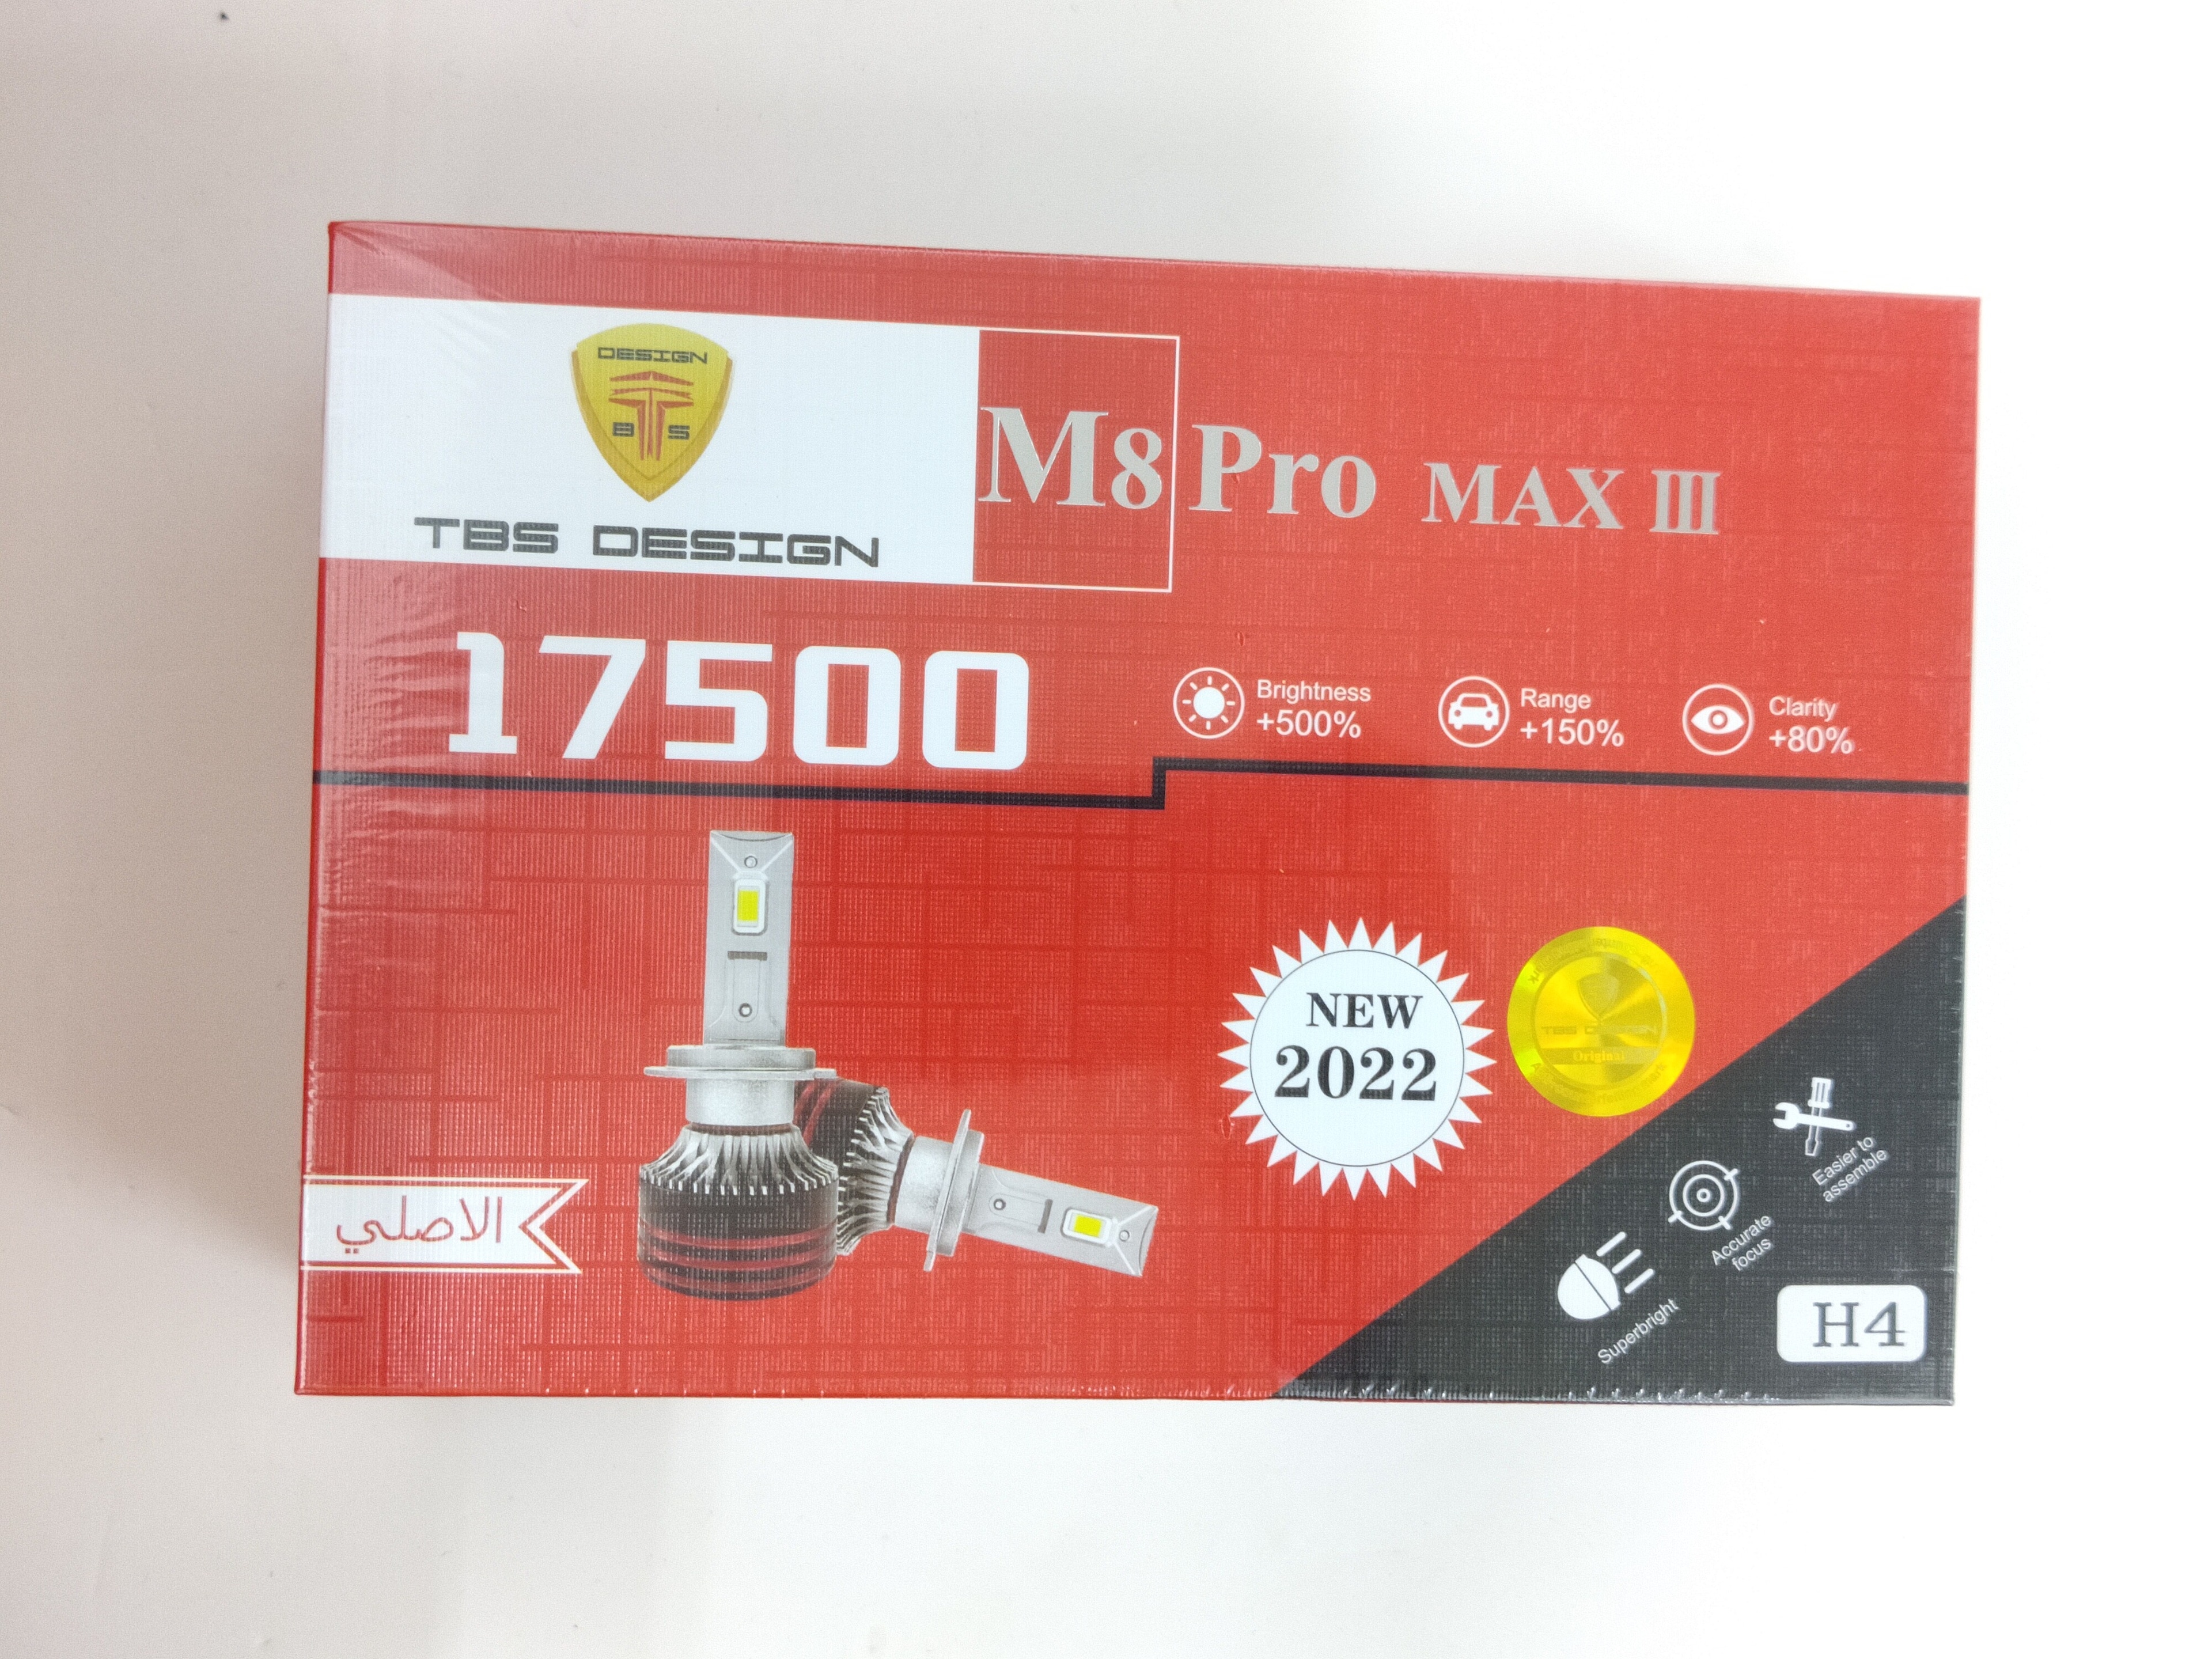 DESIGN
B T S
TBS DESIGN
M8 Pro MAX III
17500
Brightness
+500%
Range
+150%
Clarity
+80%
NEW
2022
TBS DESIGN
Original
الاصلي
Easier to
assemble
Accurate
focus
Superbright
H4